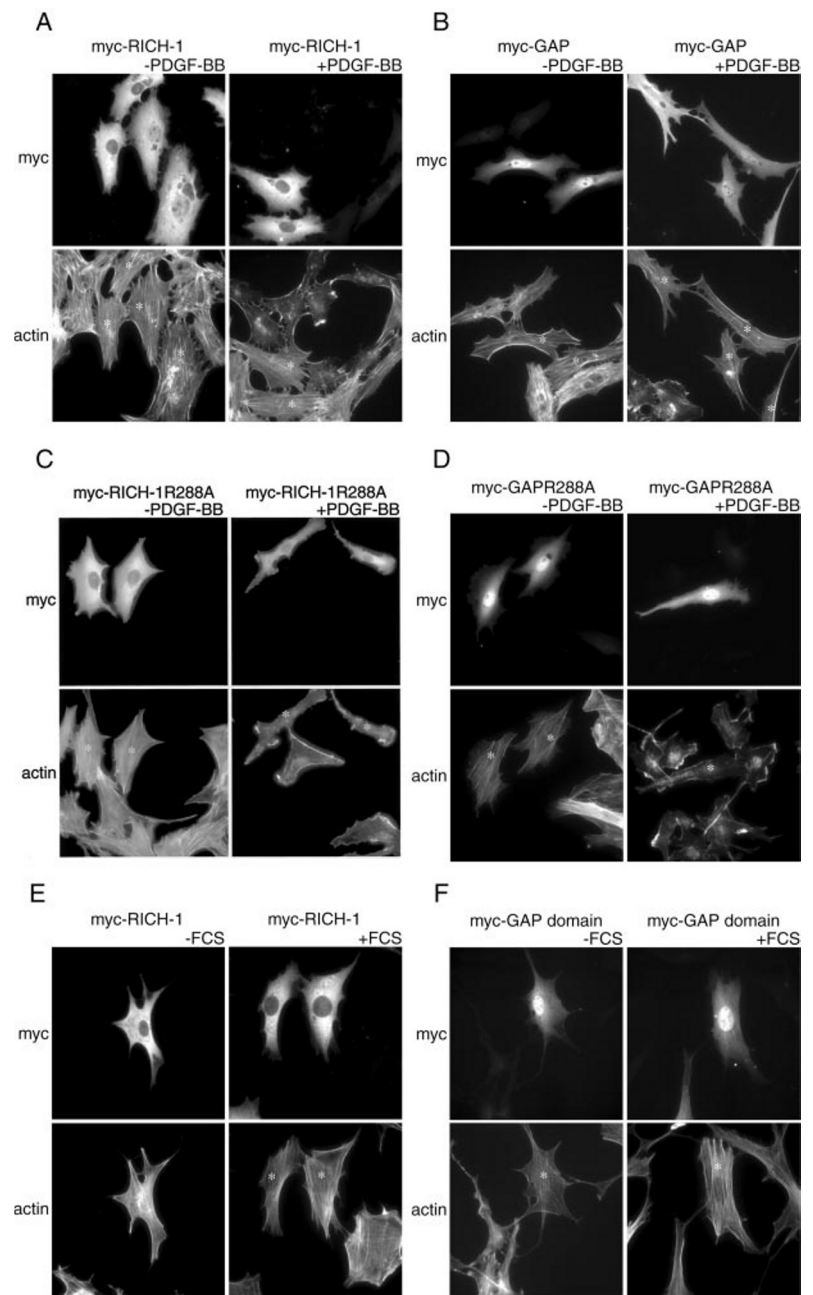 A
myc-RICH-1
-PDGF-BB
myc-RICH-1
+PDGF-BB
myc
actin
B
myc-GAP
-PDGF-BB
myc-GAP
+PDGF-BB
myc
actin
C
myc-RICH-1R288A
-PDGF-BB
myc-RICH-1R288A
+PDGF-BB
myc
actin
D
myc-GAPR288A
-PDGF-BB
myc-GAPR288A
+PDGF-BB
myc
actin
E
myc-RICH-1
-FCS
myc-RICH-1
+FCS
myc
actin
F
myc-GAP domain
-FCS
myc-GAP domain
+FCS
myc
actin